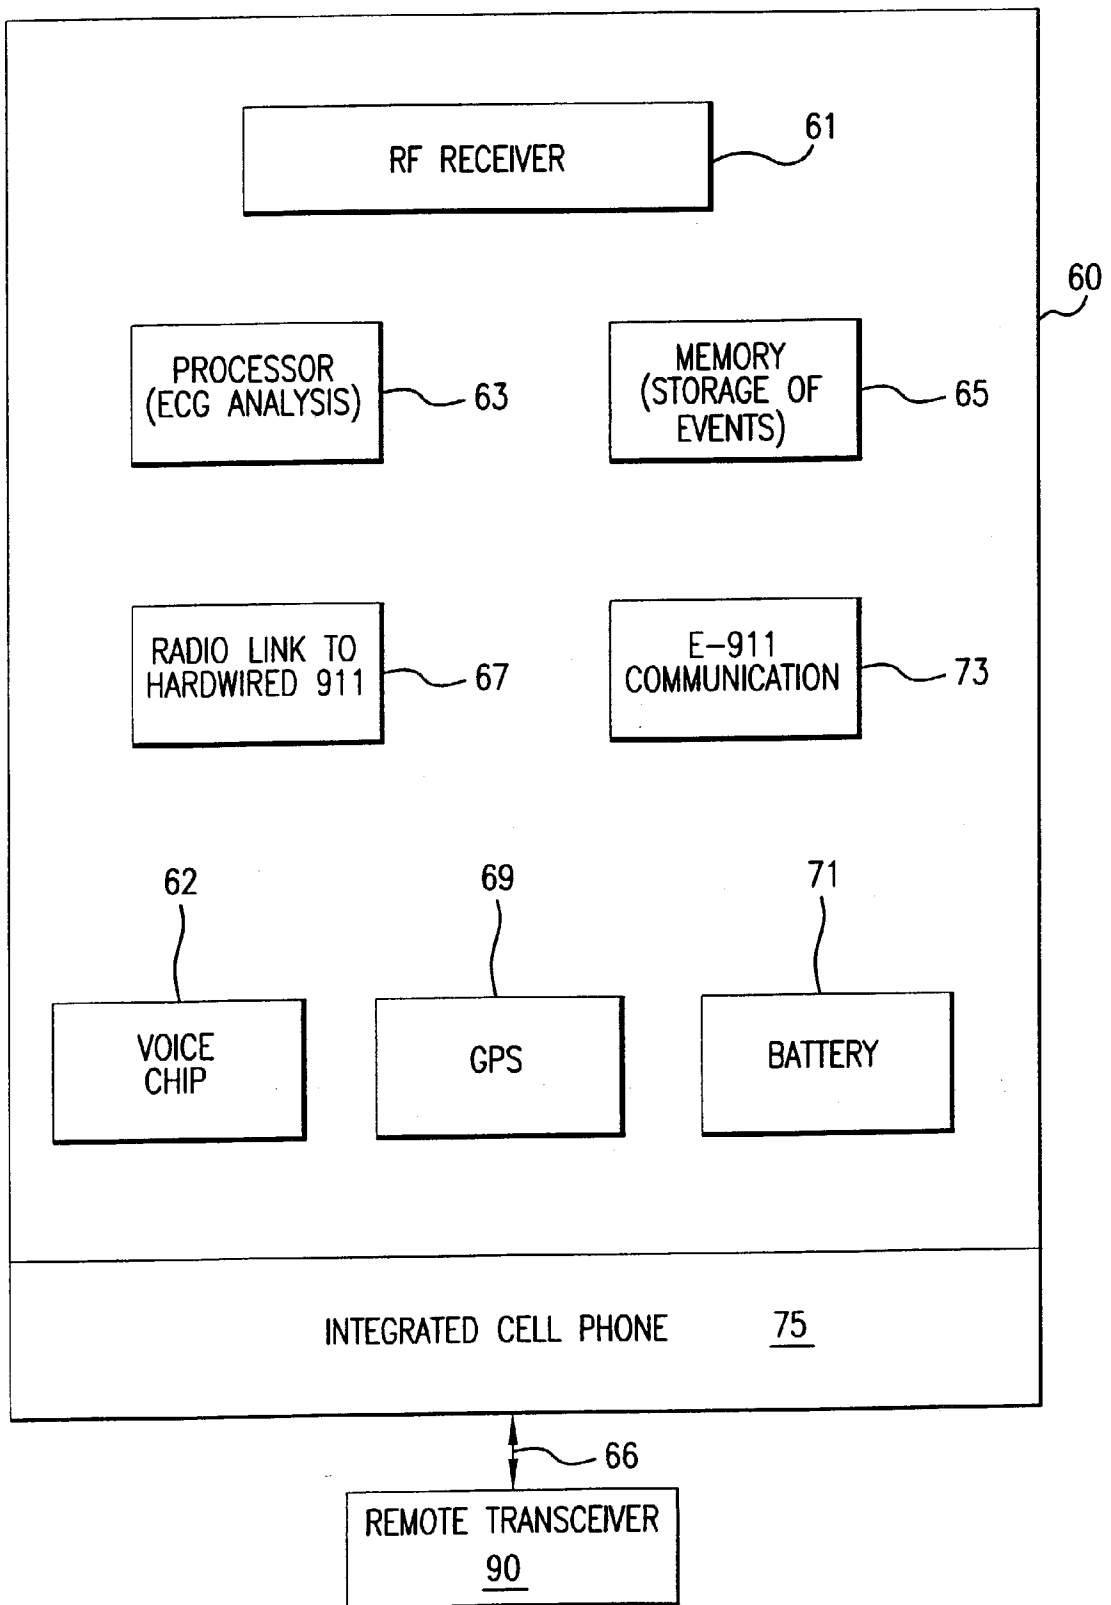 RF RECEIVER
61
60
PROCESSOR
(ECG ANALYSIS)
63
MEMORY
(STORAGE OF
EVENTS)
65
RADIO LINK TO
HARDWIRED 911
67
E-911
COMMUNICATION
73
62
69
71
VOICE
CHIP
GPS
BATTERY
INTEGRATED CELL PHONE 75
66
REMOTE TRANSCEIVER
90